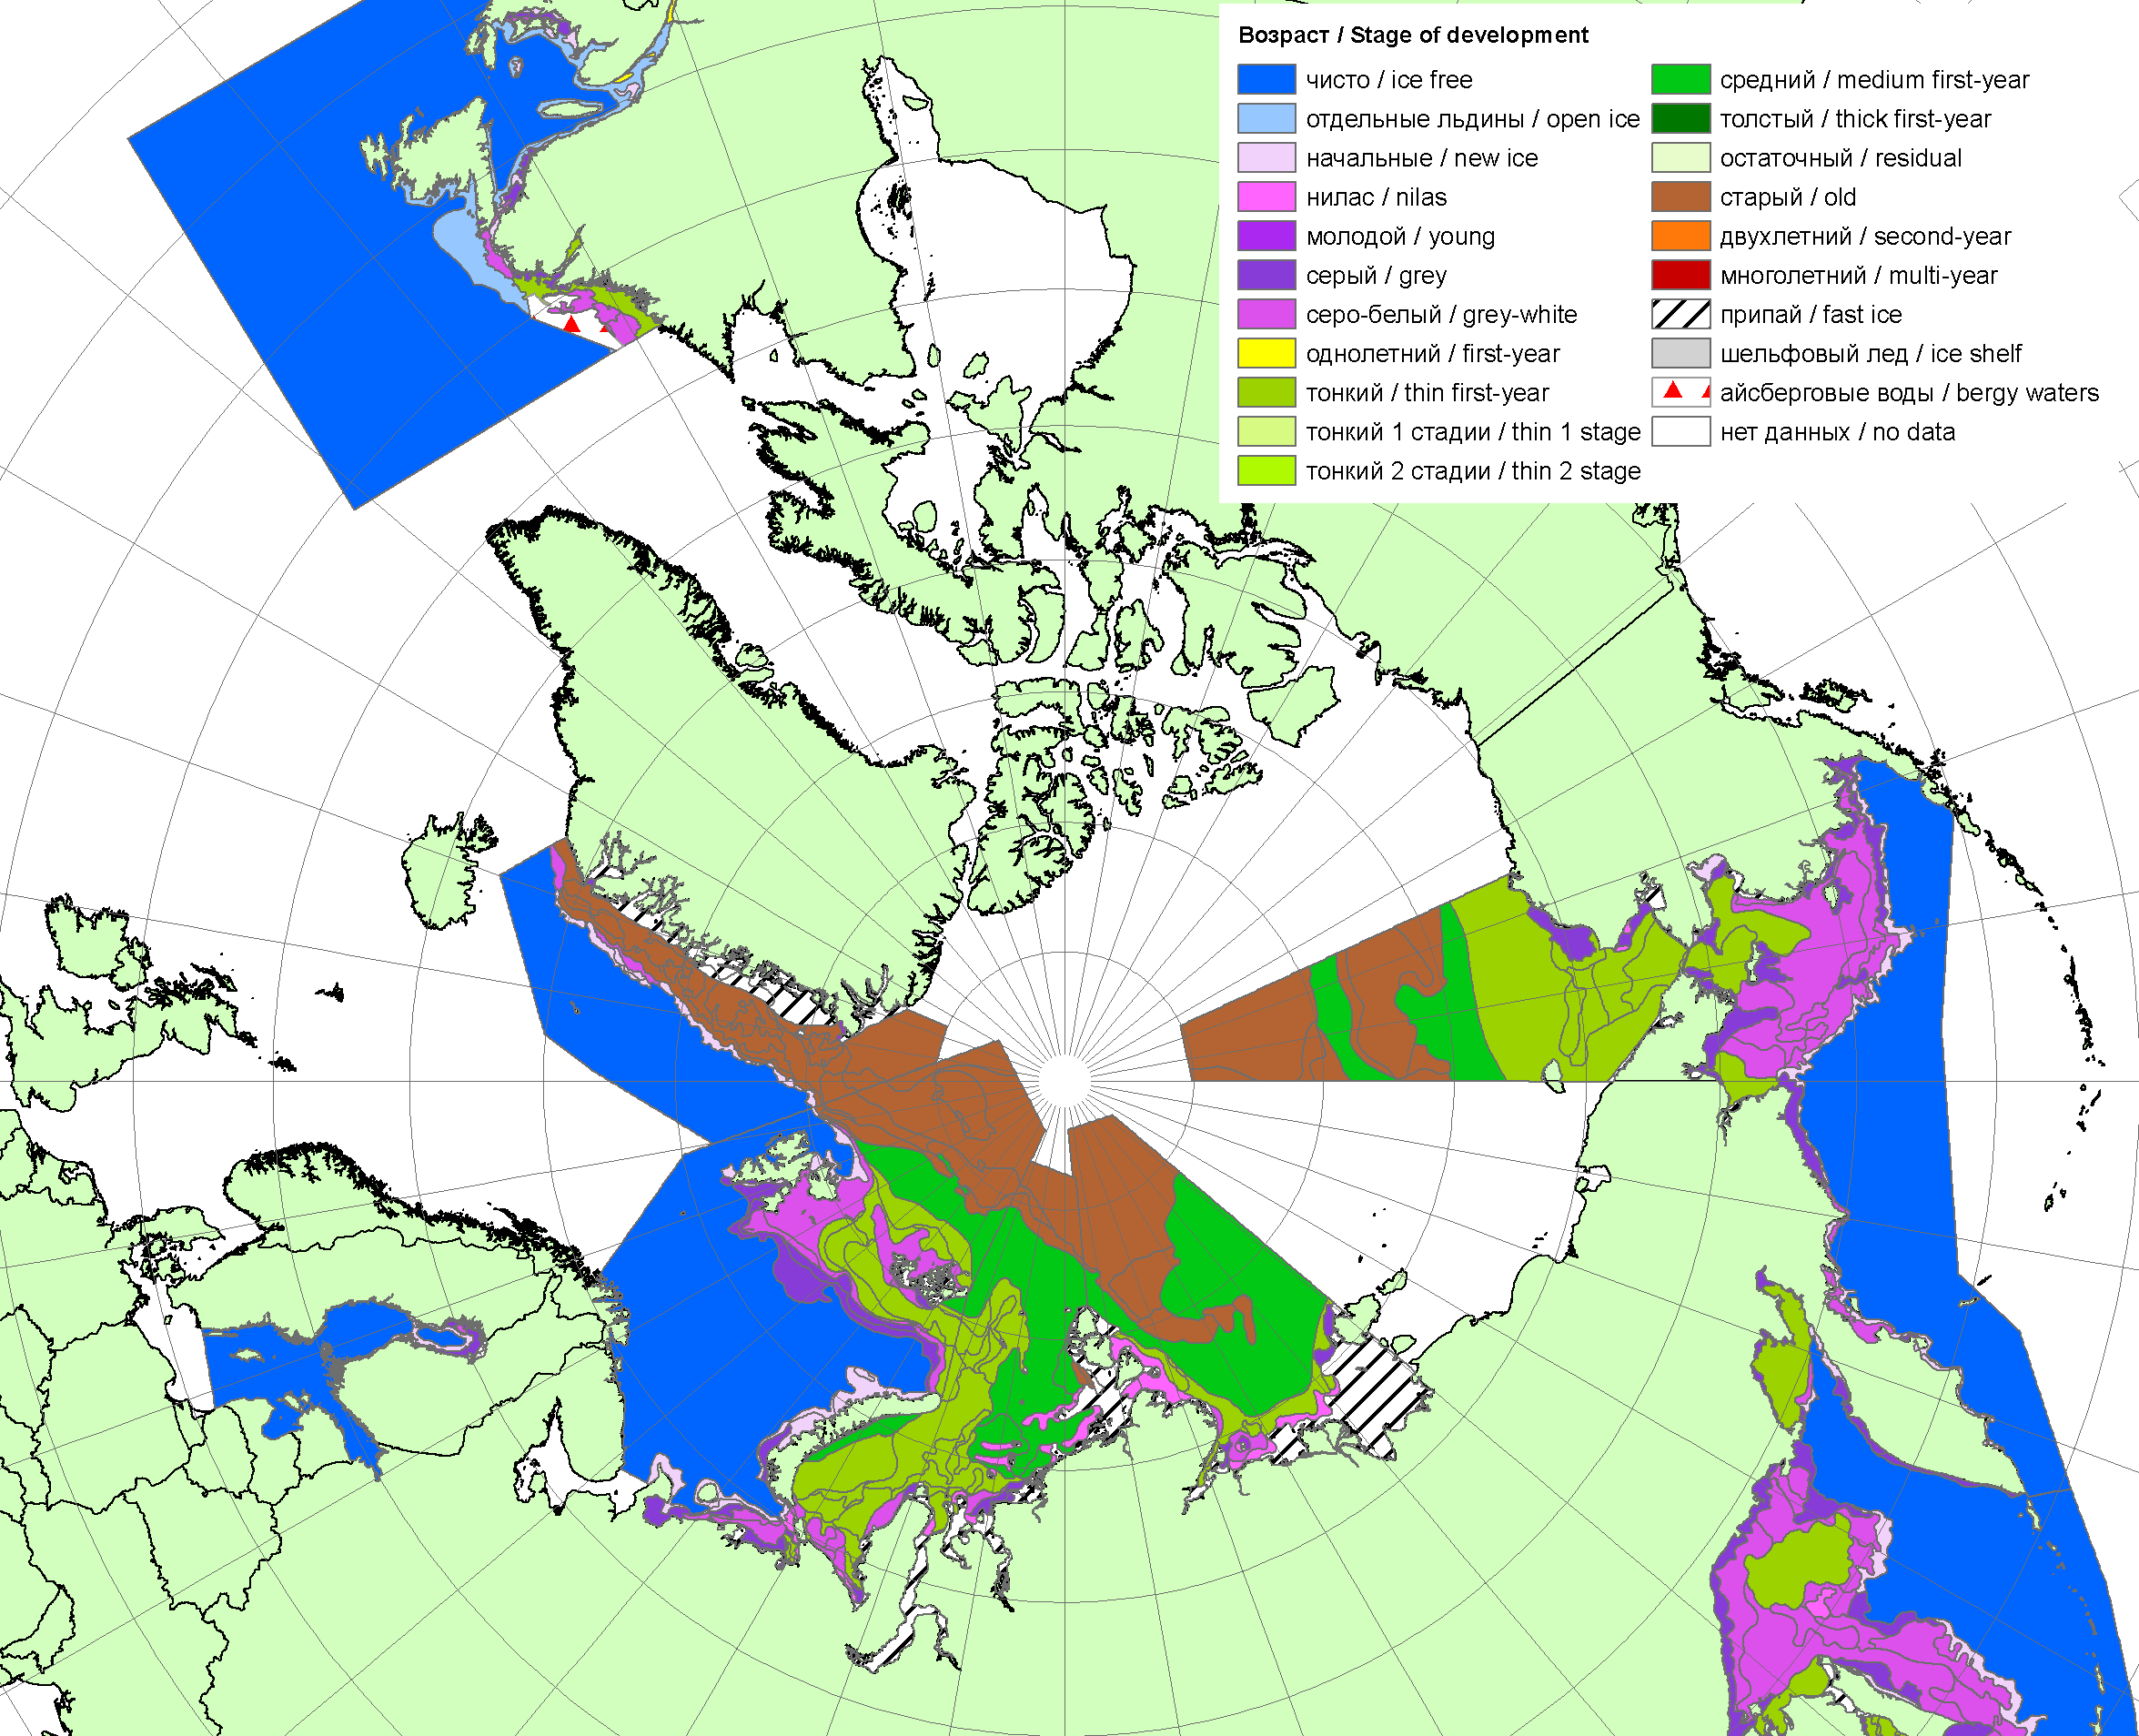 Возраст / Stage of development
чисто / ice free
отдельные льдины / open ice
начальные / new ice
нилас / nilas
молодой / young
серый / grey
серо-белый / grey-white
однолетний / first-year
тонкий / thin first-year
тонкий 1 стадии / thin 1 stage
тонкий 2 стадии / thin 2 stage
средний / medium first-year
толстый / thick first-year
остаточный / residual
старый / old
двухлетний / second-year
многолетний / multi-year
припай / fast ice
шельфовый лед / ice shelf
айсберговые воды / bergy waters
нет данных / no data